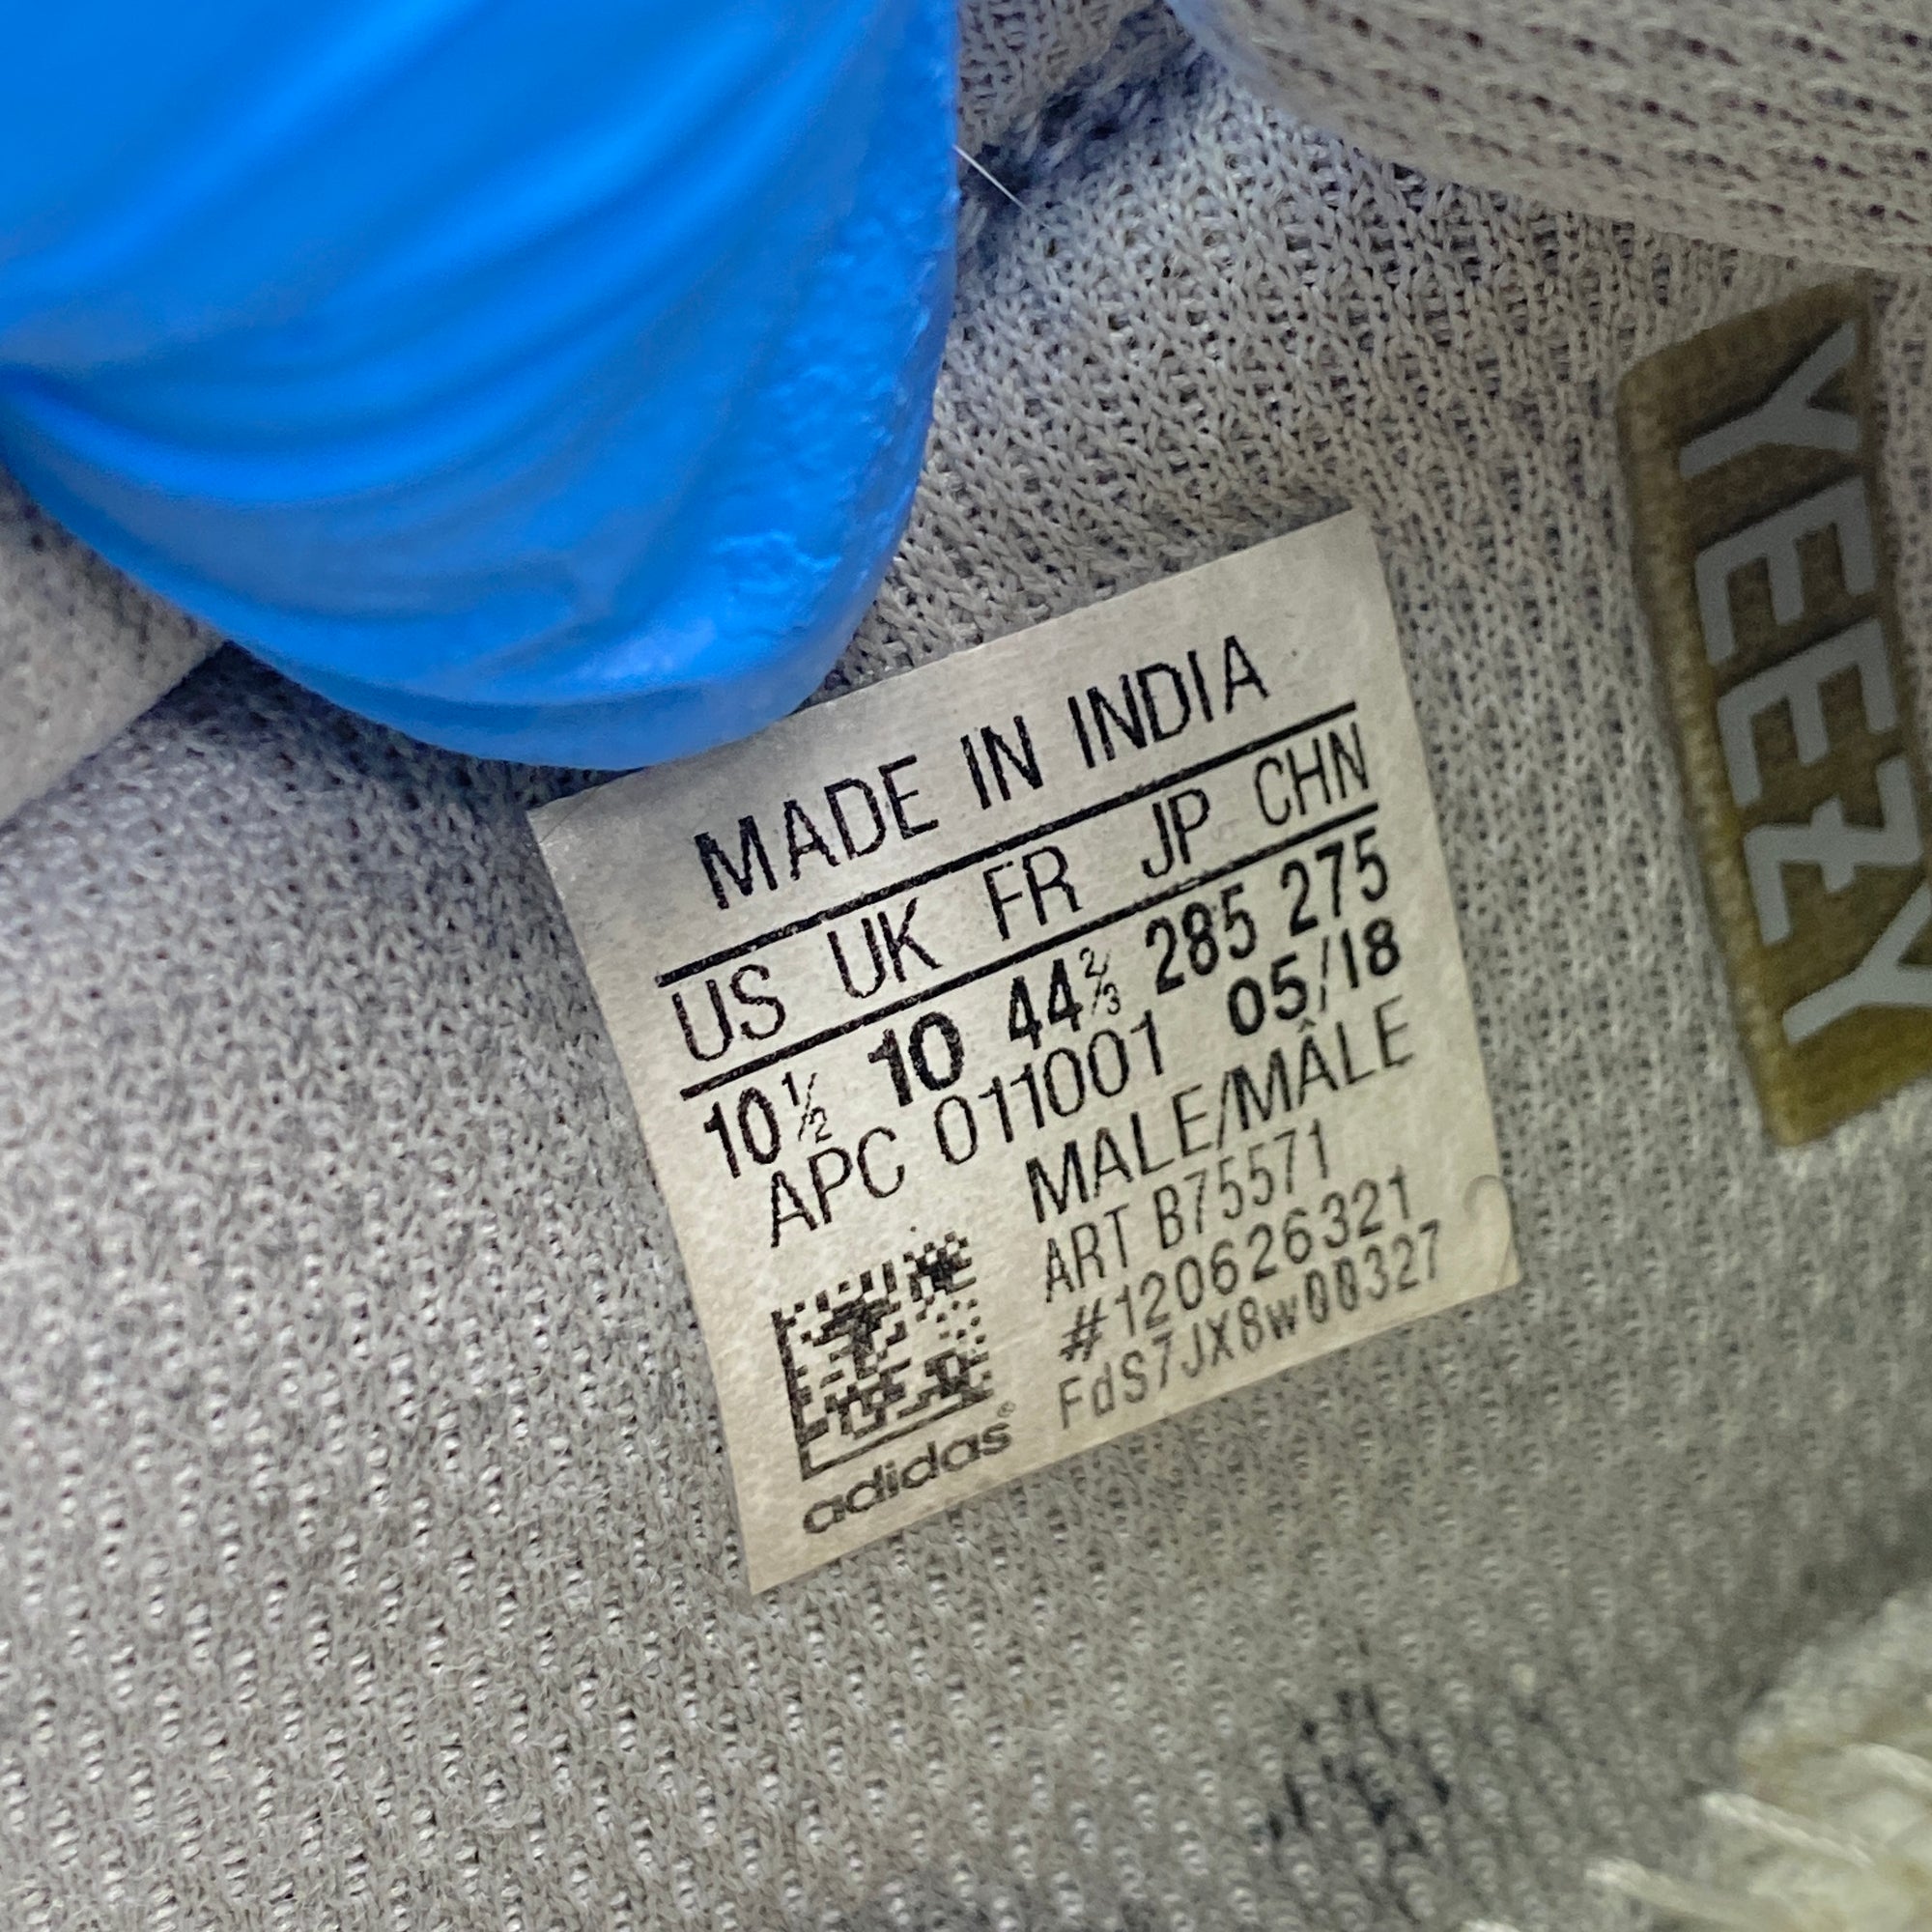 MADE IN INDIA
US UK FR JP CHN
10½ 10 44⅔ 285 275
APC 011001 05/18
MALE/MÂLE
ART B75571
#120626321
FdS7JX8w00327
adidas®
YEEZY